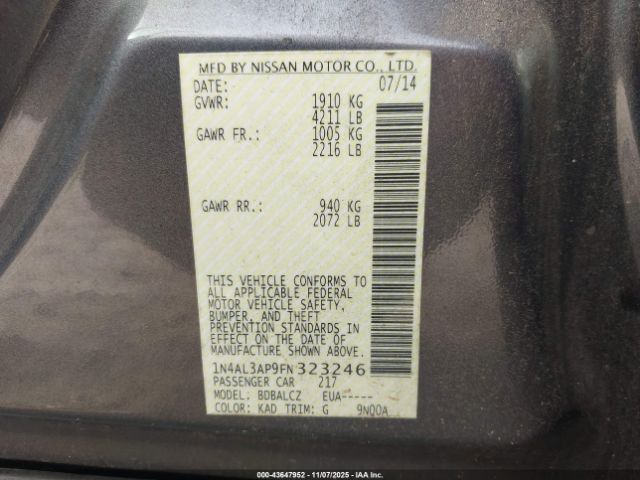 MFD BY NISSAN MOTOR CO., LTD.
DATE: 07/14
GVWR: 1910 KG
4211 LB
GAWR FR.: 1005 KG
2216 LB
GAWR RR.: 940 KG
2072 LB
THIS VEHICLE CONFORMS TO
ALL APPLICABLE FEDERAL
MOTOR VEHICLE SAFETY,
BUMPER, AND THEFT
PREVENTION STANDARDS IN
EFFECT ON THE DATE OF
MANUFACTURE SHOWN ABOVE.
1N4AL3AP9FN323246
PASSENGER CAR 217
MODEL: BDBALCZ EUA-----
COLOR: KAD TRIM: G 9NQ0A
000-43647952 - 11/07/2025 - IAA Inc.